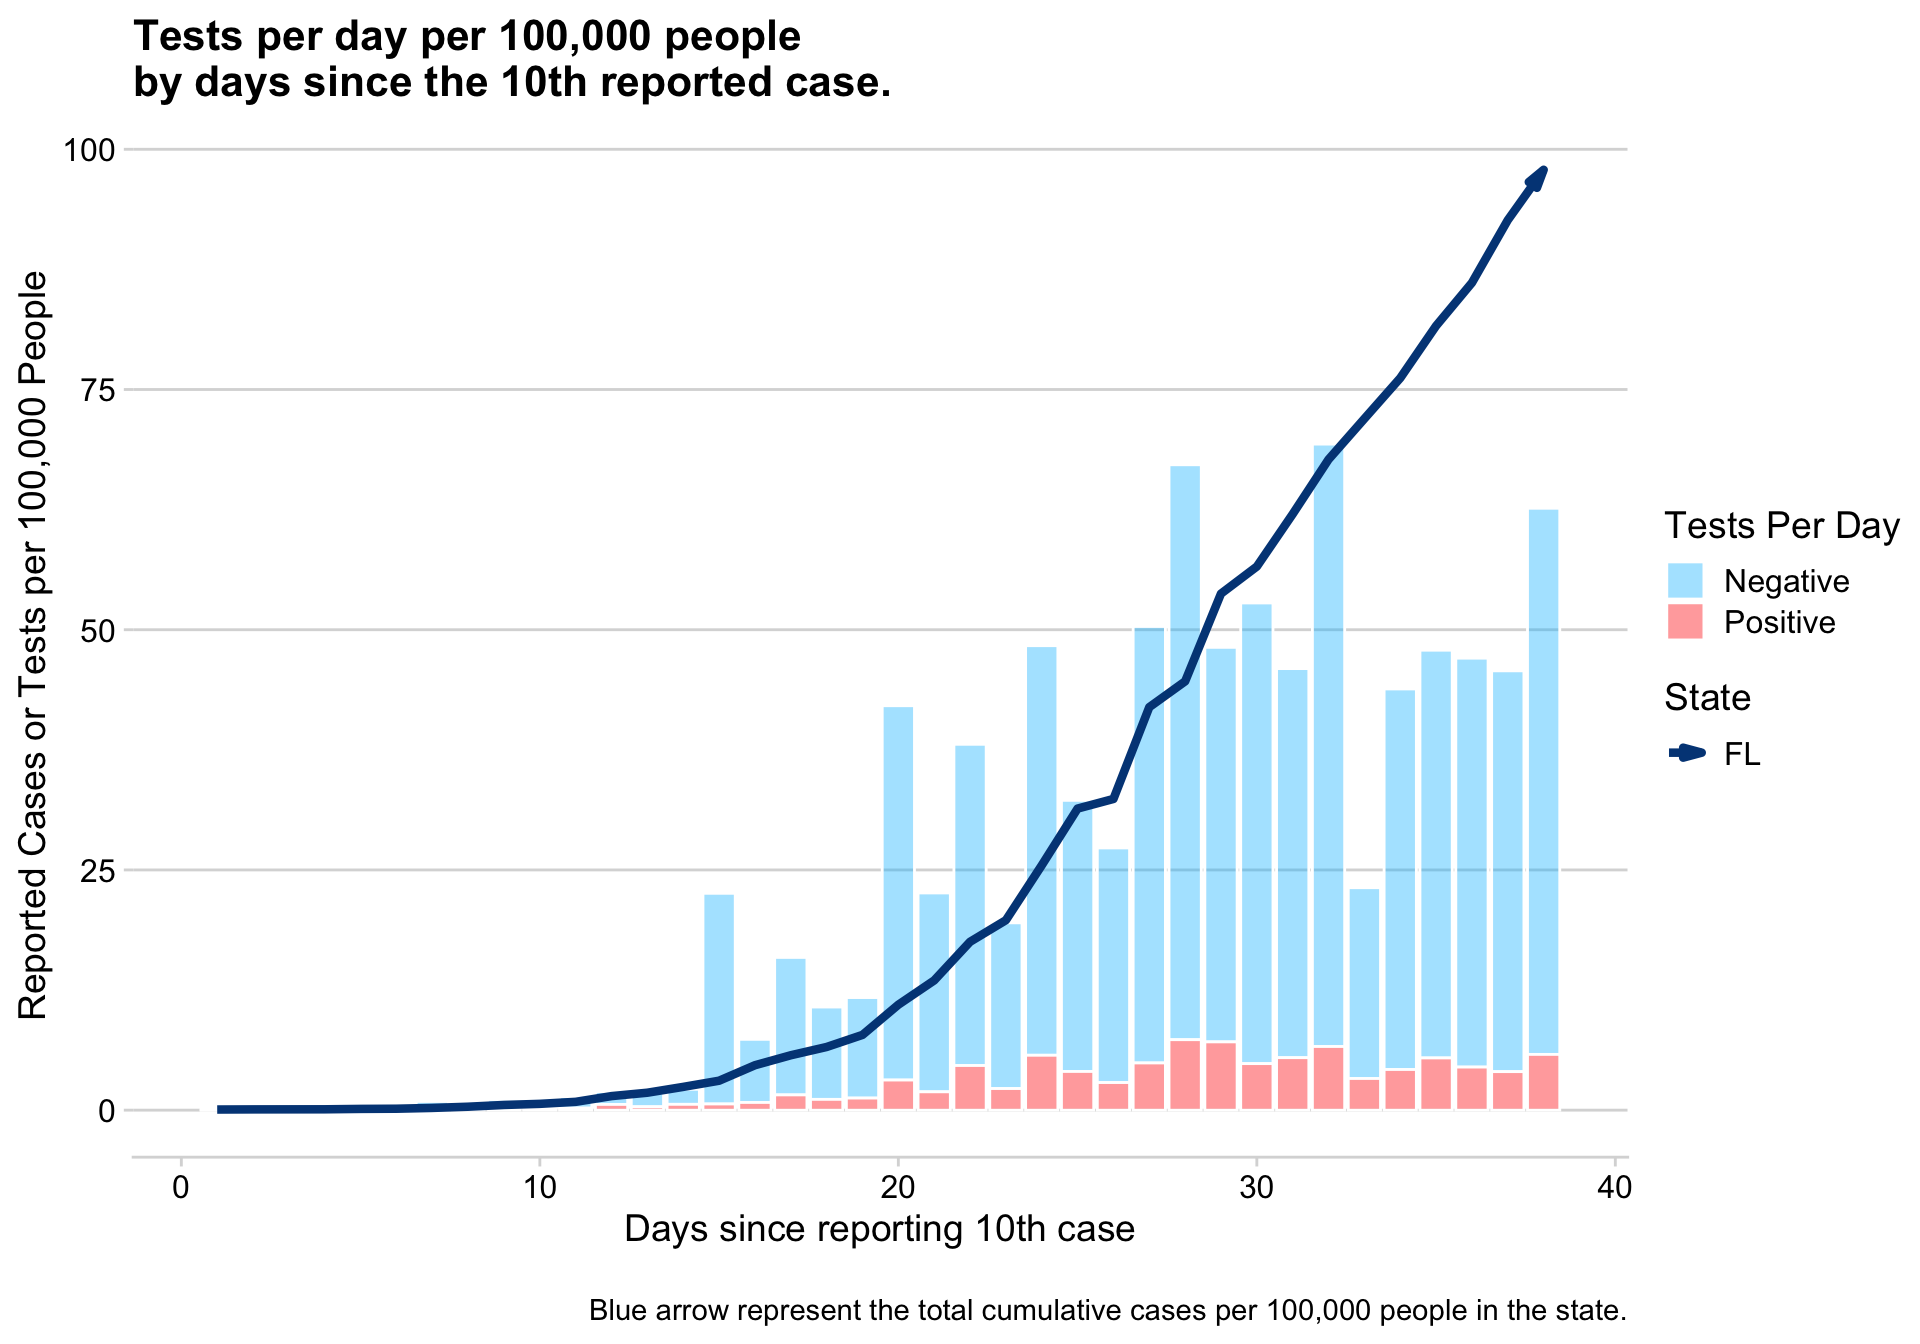 Tests per day per 100,000 people
by days since the 10th reported case.
Reported Cases or Tests per 100,000 People
100
75
50
25
0
0 10 20 30 40
Days since reporting 10th case
Tests Per Day
Negative
Positive
State
FL
Blue arrow represent the total cumulative cases per 100,000 people in the state.